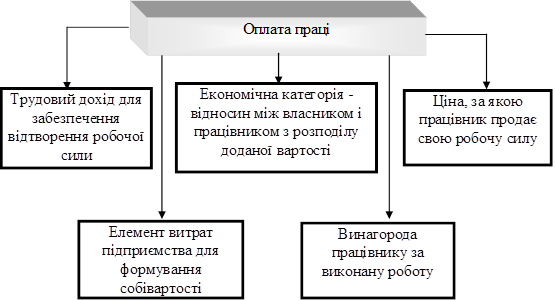 Оплата праці
Трудовий дохід для
забезпечення
відтворення робочої
сили
Економічна категорія -
відносин між власником і
працівником з розподілу
доданої вартості
Ціна, за якою
працівник продає
свою робочу силу
Елемент витрат
підприємства для
формування
собівартості
Винагорода
працівнику за
виконану роботу